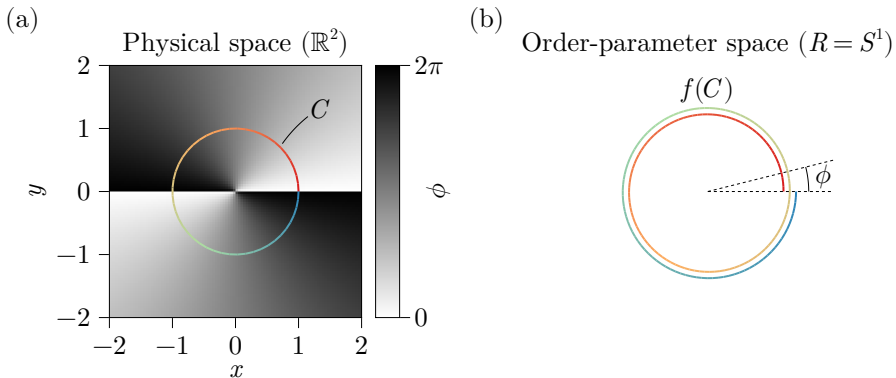 (a)
Physical space (ℝ²)
C
y
2
1
0
−1
−2
−2
−1
0
1
2
x
2π
0
ϕ
(b)
Order-parameter space (R = S¹)
f(C)
ϕ